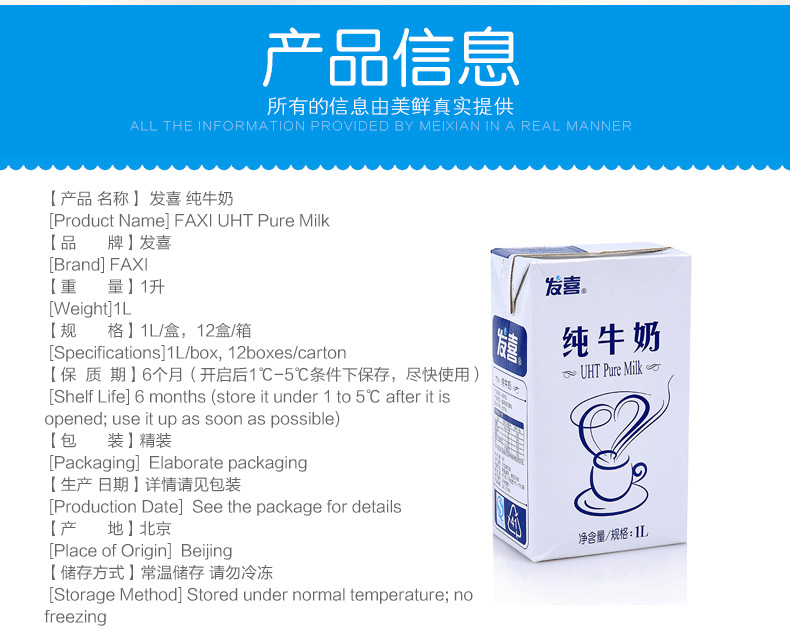 产品信息
所有的信息由美鲜真实提供
ALL THE INFORMATION PROVIDED BY MEIXIAN IN A REAL MANNER
【产品 名称】 发喜 纯牛奶
[Product Name] FAXI UHT Pure Milk
【品 牌】发喜
[Brand] FAXI
【重 量】1升
[Weight]1L
【规 格】1L/盒，12盒/箱
[Specifications]1L/box, 12boxes/carton
【保 质 期】6个月（开启后1℃-5℃条件下保存，尽快使用）
[Shelf Life] 6 months (store it under 1 to 5℃ after it is
opened; use it up as soon as possible)
【包 装】精装
[Packaging] Elaborate packaging
【生产 日期】详情请见包装
[Production Date] See the package for details
【产 地】北京
[Place of Origin] Beijing
【储存方式】常温储存 请勿冷冻
[Storage Method] Stored under normal temperature; no
freezing
发喜®
发喜®
纯牛奶
UHT Pure Milk
净含量/规格: 1L